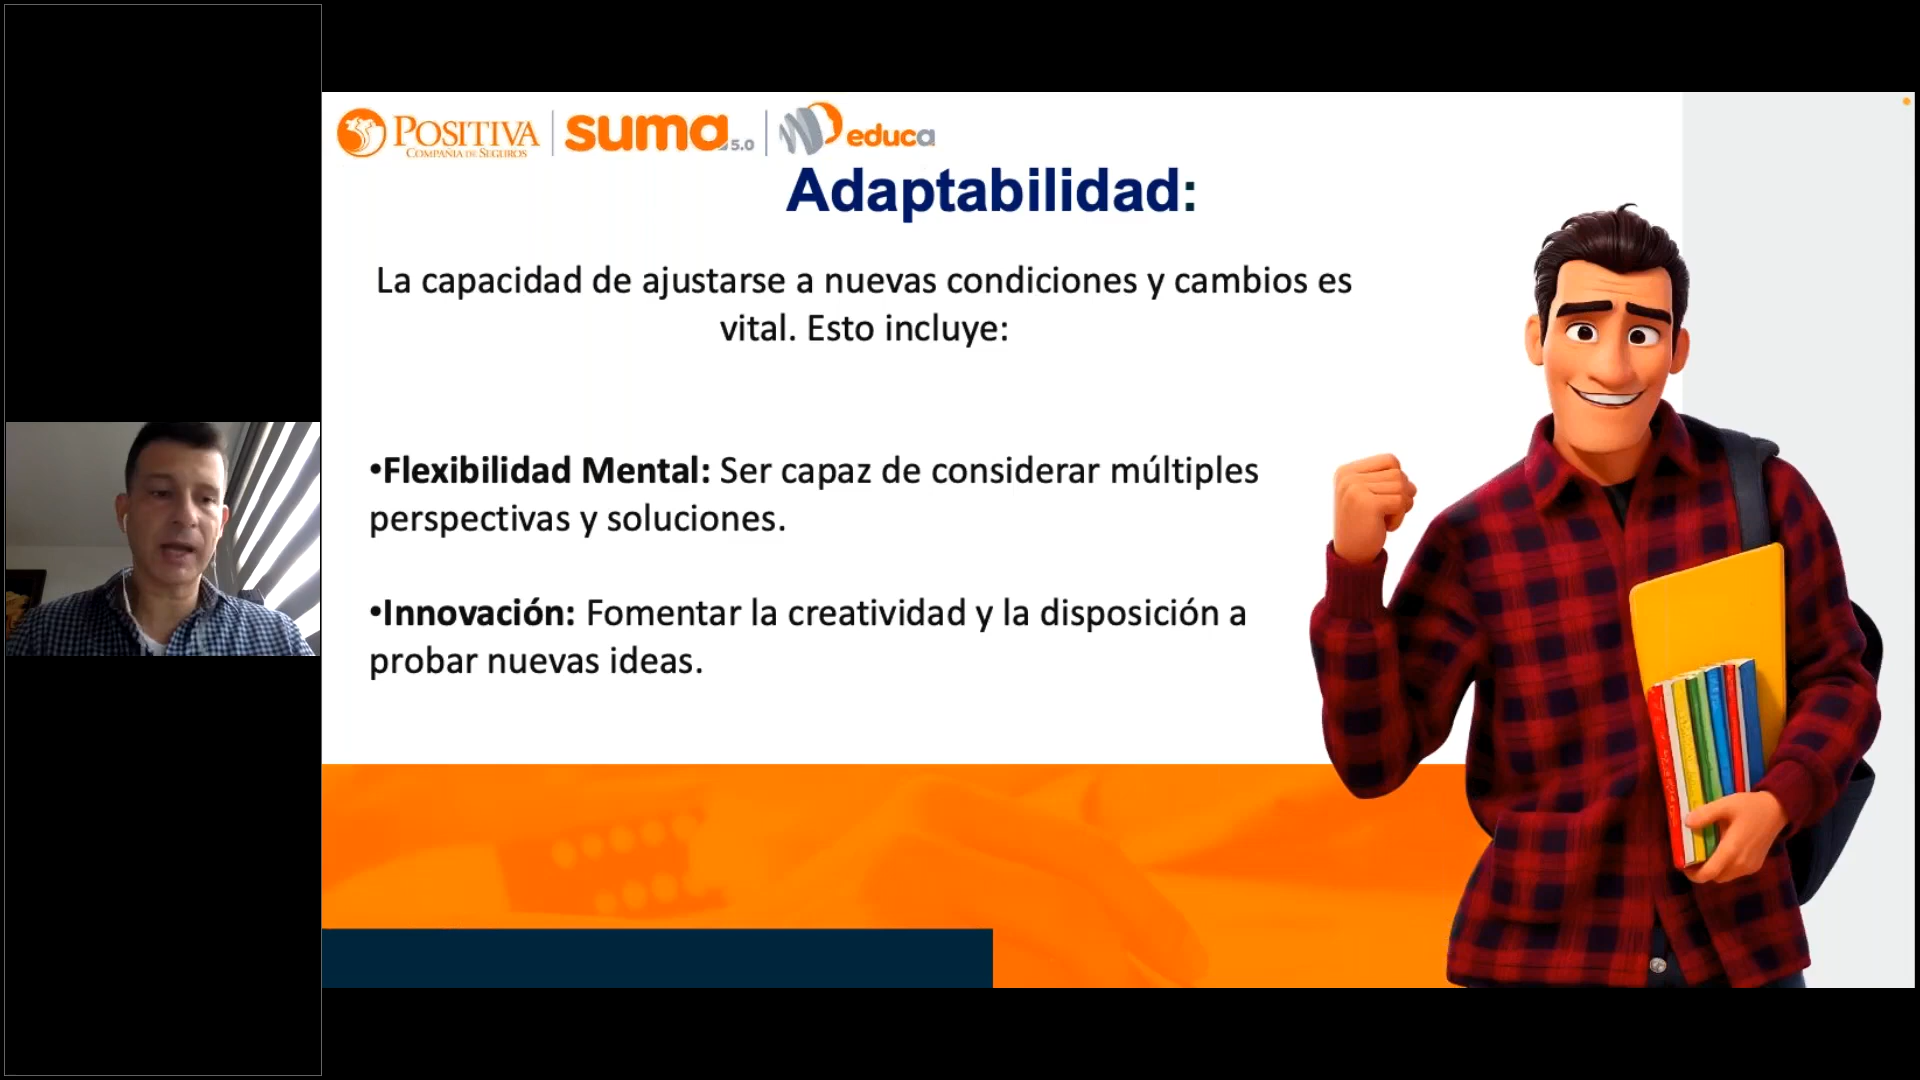 POSITIVA
COMPAÑIA DE SEGUROS
suma 5.0
educa
Adaptabilidad:
La capacidad de ajustarse a nuevas condiciones y cambios es
vital. Esto incluye:
•Flexibilidad Mental: Ser capaz de considerar múltiples
perspectivas y soluciones.
•Innovación: Fomentar la creatividad y la disposición a
probar nuevas ideas.